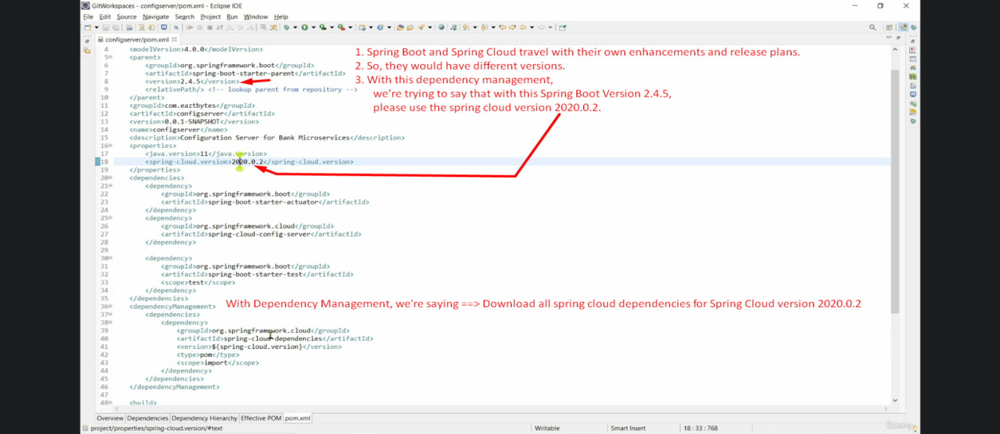 GitWorkspaces - configserver/pom.xml - Eclipse IDE
File Edit Source Navigate Search Project Run Window Help
configserver/pom.xml
4 <modelVersion>4.0.0</modelVersion>
5 <parent>
6 <groupId>org.springframework.boot</groupId>
7 <artifactId>spring-boot-starter-parent</artifactId>
8 <version>2.4.5</version>
9 <relativePath/> <!-- lookup parent from repository -->
10 </parent>
11 <groupId>com.eaztbytes</groupId>
12 <artifactId>configserver</artifactId>
13 <version>0.0.1-SNAPSHOT</version>
14 <name>configserver</name>
15 <description>Configuration Server for Bank Microservices</description>
16 <properties>
17 <java.version>11</java.version>
18 <spring-cloud.version>2020.0.2</spring-cloud.version>
19 </properties>
20 <dependencies>
21 <dependency>
22 <groupId>org.springframework.boot</groupId>
23 <artifactId>spring-boot-starter-actuator</artifactId>
24 </dependency>
25 <dependency>
26 <groupId>org.springframework.cloud</groupId>
27 <artifactId>spring-cloud-config-server</artifactId>
28 </dependency>
29
30 <dependency>
31 <groupId>org.springframework.boot</groupId>
32 <artifactId>spring-boot-starter-test</artifactId>
33 <scope>test</scope>
34 </dependency>
35 </dependencies>
36 <dependencyManagement>
37 <dependencies>
38 <dependency>
39 <groupId>org.springframework.cloud</groupId>
40 <artifactId>spring-cloud-dependencies</artifactId>
41 <version>${spring-cloud.version}</version>
42 <type>pom</type>
43 <scope>import</scope>
44 </dependency>
45 </dependencies>
46 </dependencyManagement>
47
48 <build>
1. Spring Boot and Spring Cloud travel with their own enhancements and release plans.
2. So, they would have different versions.
3. With this dependency management,
we're trying to say that with this Spring Boot Version 2.4.5,
please use the spring cloud version 2020.0.2.
With Dependency Management, we're saying ==> Download all spring cloud dependencies for Spring Cloud version 2020.0.2
Overview Dependencies Dependency Hierarchy Effective POM pom.xml
project/properties/spring-cloud.version/#text Writable Smart Insert 18 : 33 : 768
ûdemy